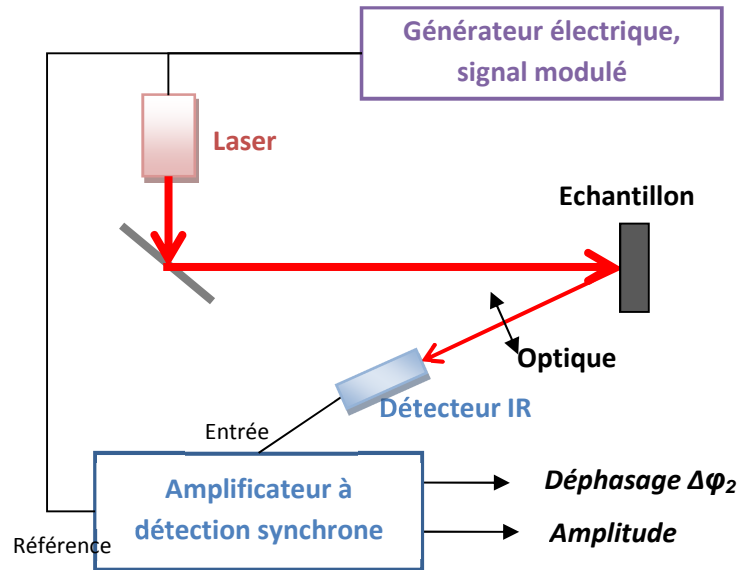 Générateur électrique,
signal modulé
Laser
Echantillon
Optique
Détecteur IR
Entrée
Amplificateur à
détection synchrone
Déphasage Δφ₂
Amplitude
Référence